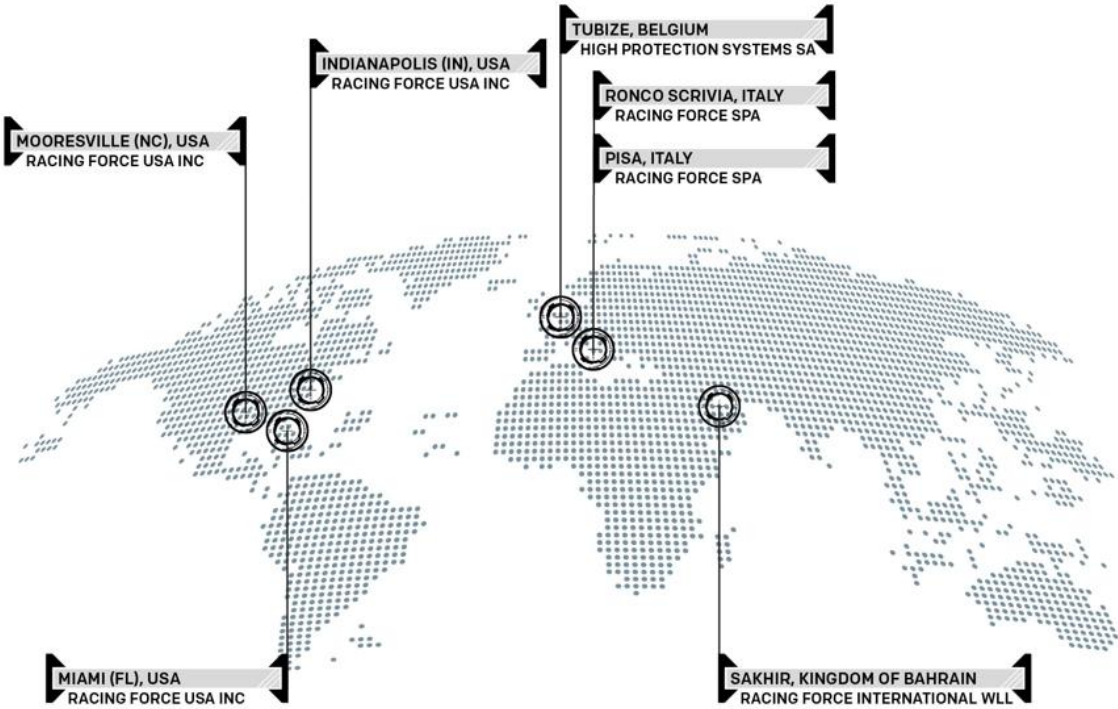 TUBIZE, BELGIUM
HIGH PROTECTION SYSTEMS SA
INDIANAPOLIS (IN), USA
RACING FORCE USA INC
RONCO SCRIVIA, ITALY
RACING FORCE SPA
MOORESVILLE (NC), USA
RACING FORCE USA INC
PISA, ITALY
RACING FORCE SPA
MIAMI (FL), USA
RACING FORCE USA INC
SAKHIR, KINGDOM OF BAHRAIN
RACING FORCE INTERNATIONAL WLL